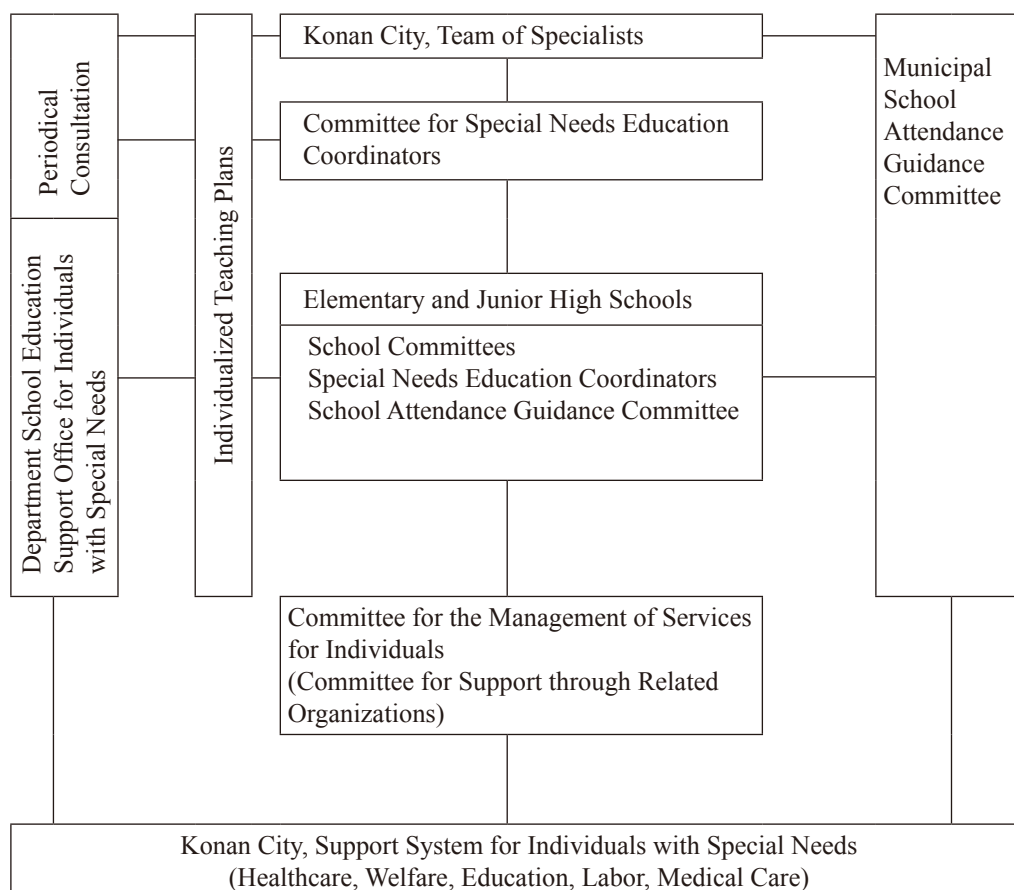 Konan City, Team of Specialists
Periodical
Consultation
Committee for Special Needs Education
Coordinators
Municipal
School
Attendance
Guidance
Committee
Individualized Teaching Plans
Department School Education
Support Office for Individuals
with Special Needs
Elementary and Junior High Schools
School Committees
Special Needs Education Coordinators
School Attendance Guidance Committee
Committee for the Management of Services
for Individuals
(Committee for Support through Related
Organizations)
Konan City, Support System for Individuals with Special Needs
(Healthcare, Welfare, Education, Labor, Medical Care)